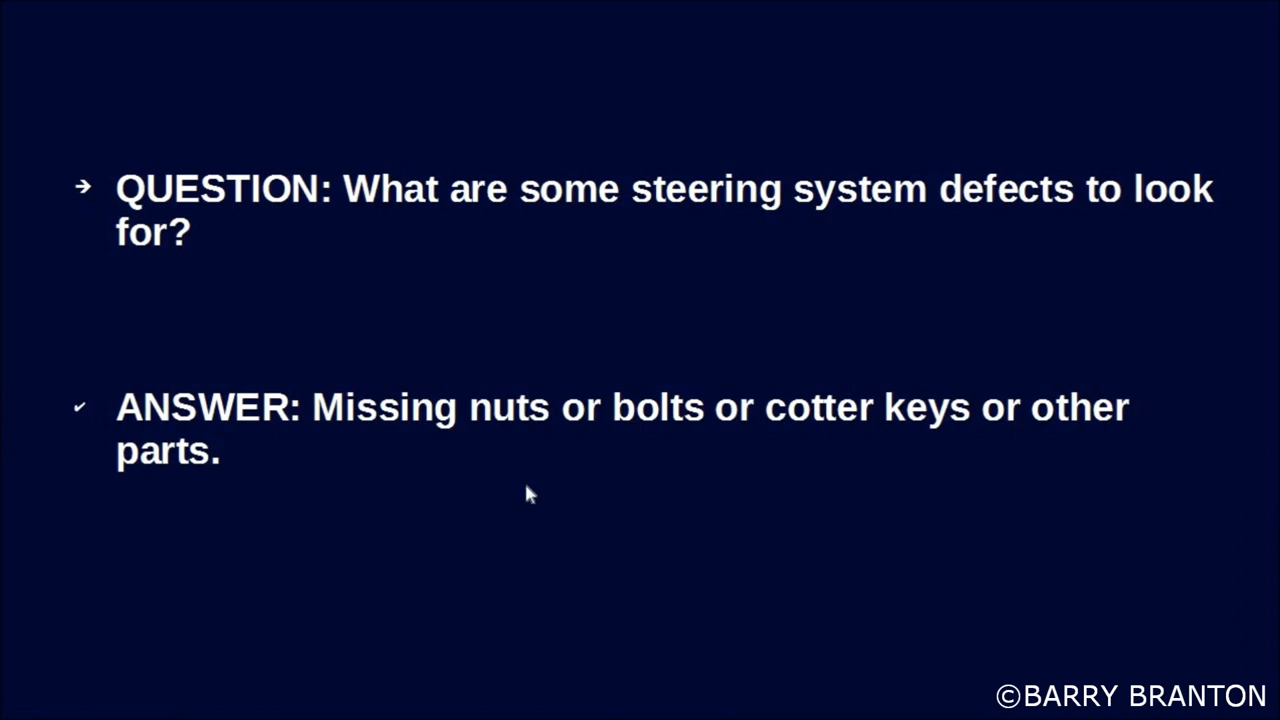 QUESTION: What are some steering system defects to look
for?
ANSWER: Missing nuts or bolts or cotter keys or other
parts.
©BARRY BRANTON